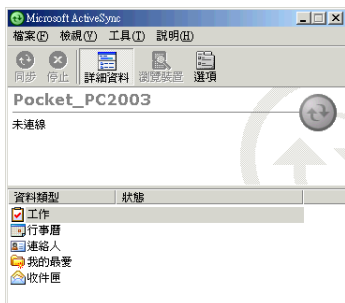 Microsoft ActiveSync
檔案(F) 檢視(V) 工具(T) 說明(H)
同步 停止 詳細資料 瀏覽裝置 選項
Pocket_PC2003
未連線
資料類型 狀態
工作
行事曆
連絡人
我的最愛
收件匣